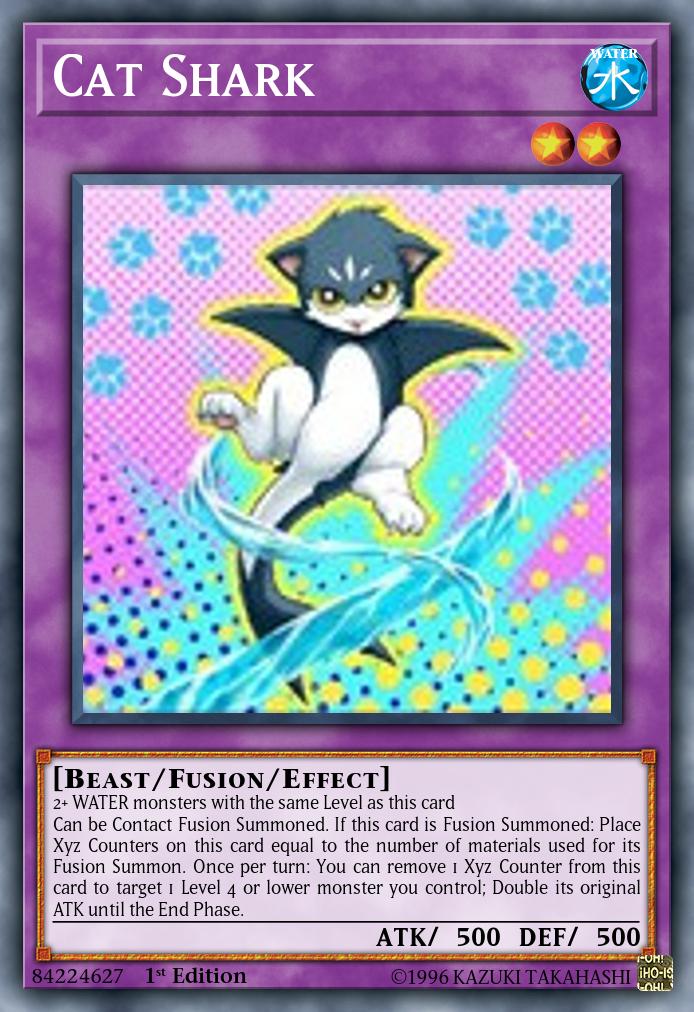 Cat Shark
WATER
水
[Beast/Fusion/Effect]
2+ WATER monsters with the same Level as this card
Can be Contact Fusion Summoned. If this card is Fusion Summoned: Place
Xyz Counters on this card equal to the number of materials used for its
Fusion Summon. Once per turn: You can remove 1 Xyz Counter from this
card to target 1 Level 4 or lower monster you control; Double its original
ATK until the End Phase.
ATK/ 500 DEF/ 500
84224627 1st Edition ©1996 KAZUKI TAKAHASHI